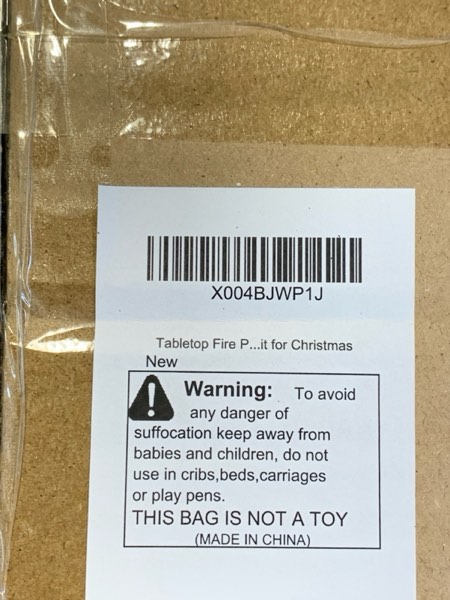 X004BJWP1J
Tabletop Fire P...it for Christmas
New
Warning: To avoid
any danger of
suffocation keep away from
babies and children, do not
use in cribs,beds,carriages
or play pens.
THIS BAG IS NOT A TOY
(MADE IN CHINA)